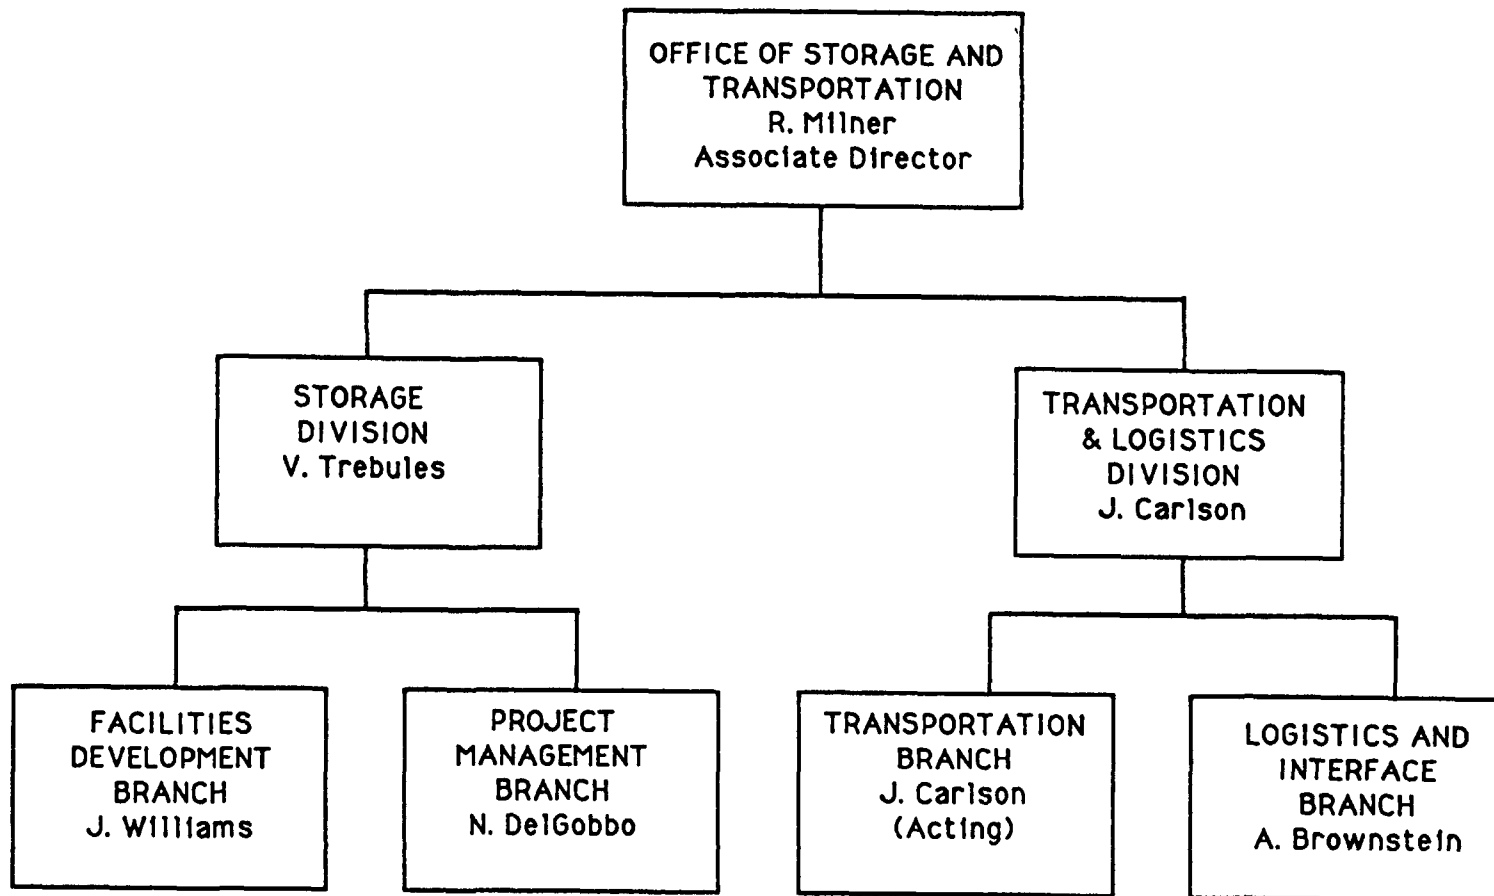 OFFICE OF STORAGE AND
TRANSPORTATION
R. Milner
Associate Director
STORAGE
DIVISION
V. Trebules
TRANSPORTATION
& LOGISTICS
DIVISION
J. Carlson
FACILITIES
DEVELOPMENT
BRANCH
J. Williams
PROJECT
MANAGEMENT
BRANCH
N. DelGobbo
TRANSPORTATION
BRANCH
J. Carlson
(Acting)
LOGISTICS AND
INTERFACE
BRANCH
A. Brownstein